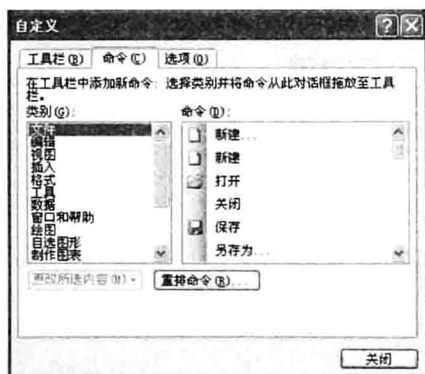 自定义
工具栏(B) 命令(C) 选项(O)
在工具栏中添加新命令：选择类别并将命令从此对话框拖放至工具
栏。
类别(G)： 命令(D)：
文件
编辑
视图
插入
格式
工具
数据
窗口和帮助
绘图
自选图形
制作图表
新建...
新建
打开
关闭
保存
另存为...
更改所选内容(M) 重排命令(R)...
关闭